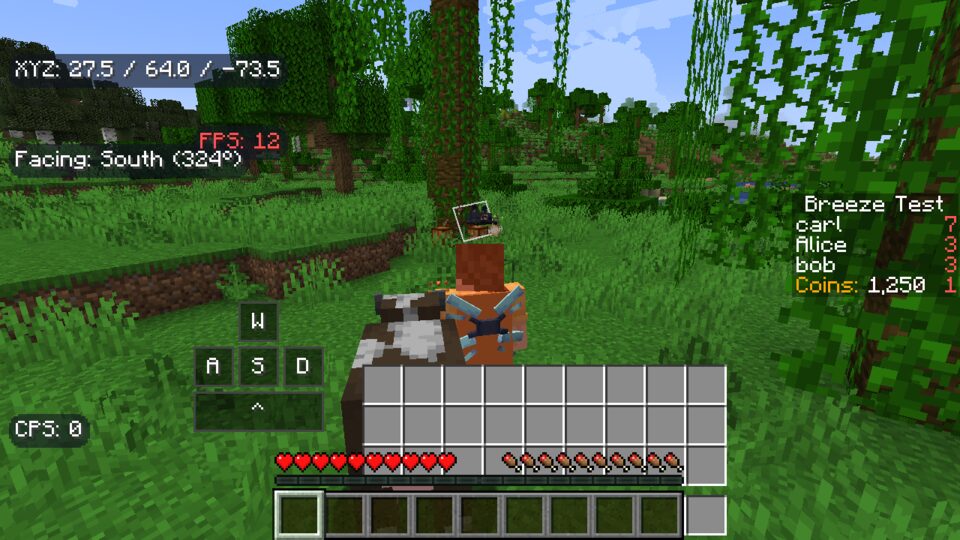 XYZ: 27.5 / 64.0 / -73.5
FPS: 12
Facing: South (324°)
Breeze Test
carl 7
Alice 3
bob 3
Coins: 1,250 1
W
A S D
^
CPS: 0